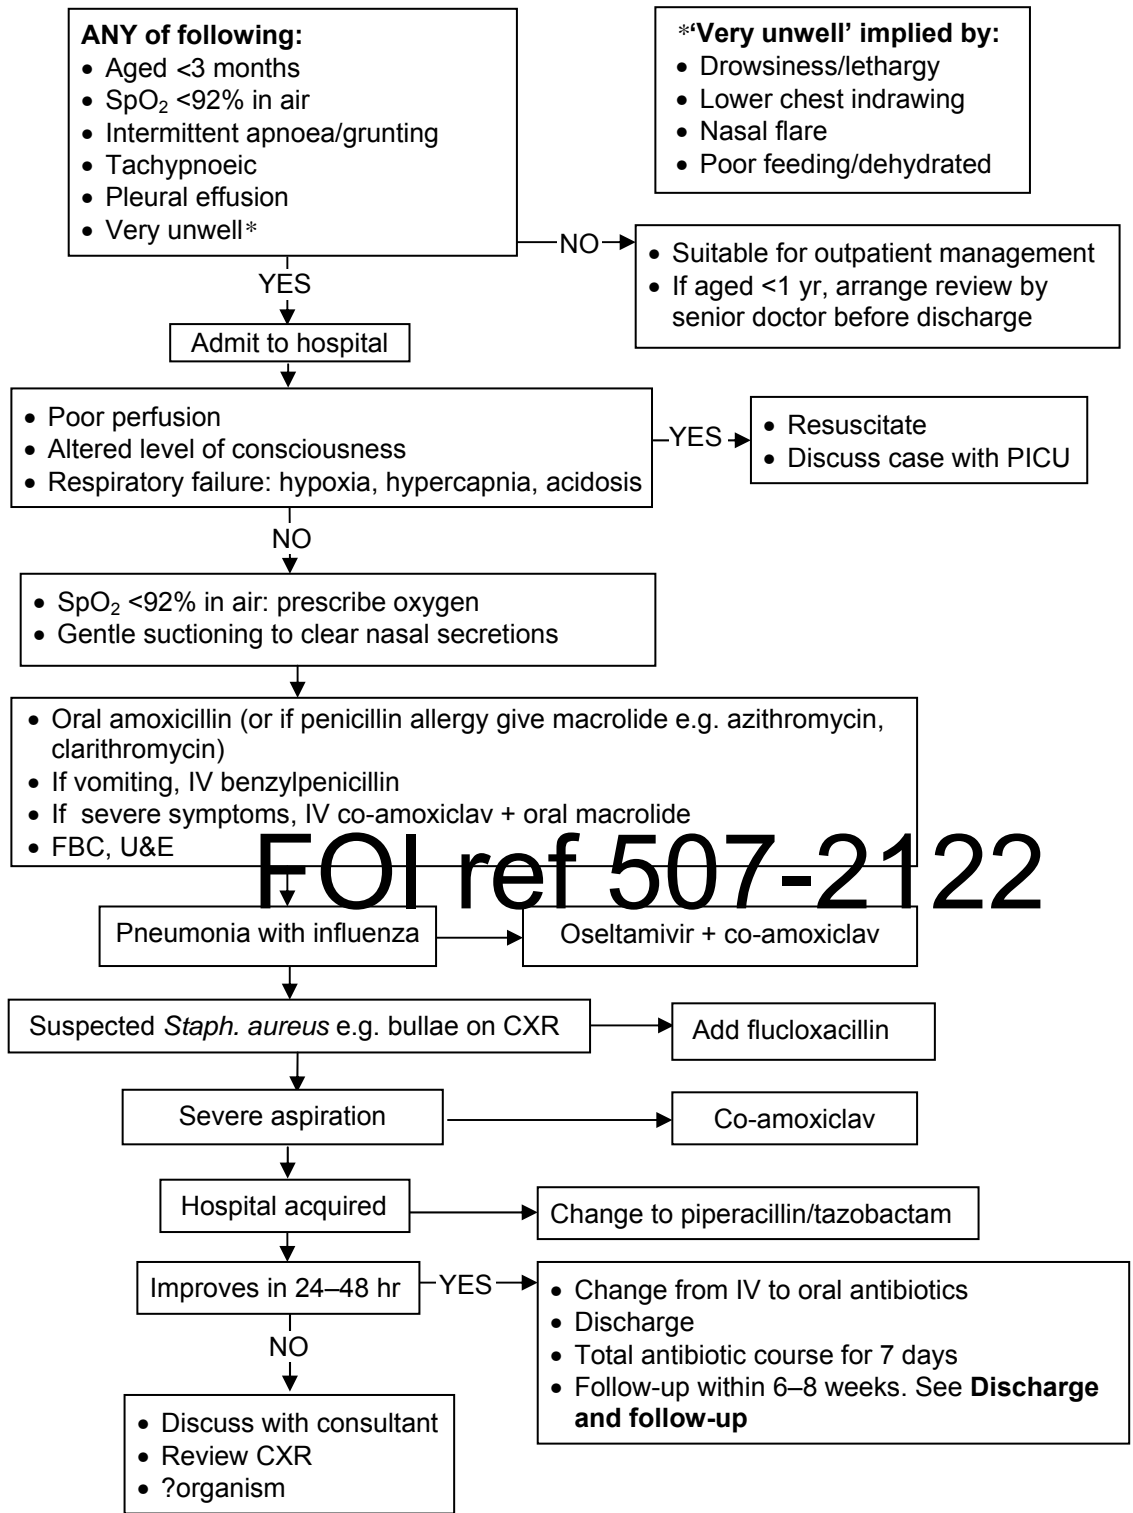 ANY of following:
• Aged <3 months
• SpO₂ <92% in air
• Intermittent apnoea/grunting
• Tachypnoeic
• Pleural effusion
• Very unwell*
*‘Very unwell’ implied by:
• Drowsiness/lethargy
• Lower chest indrawing
• Nasal flare
• Poor feeding/dehydrated
NO
• Suitable for outpatient management
• If aged <1 yr, arrange review by
senior doctor before discharge
YES
Admit to hospital
• Poor perfusion
• Altered level of consciousness
• Respiratory failure: hypoxia, hypercapnia, acidosis
YES
• Resuscitate
• Discuss case with PICU
NO
• SpO₂ <92% in air: prescribe oxygen
• Gentle suctioning to clear nasal secretions
• Oral amoxicillin (or if penicillin allergy give macrolide e.g. azithromycin,
clarithromycin)
• If vomiting, IV benzylpenicillin
• If severe symptoms, IV co-amoxiclav + oral macrolide
• FBC, U&E
FOI ref 507-2122
Pneumonia with influenza
Oseltamivir + co-amoxiclav
Suspected Staph. aureus e.g. bullae on CXR
Add flucloxacillin
Severe aspiration
Co-amoxiclav
Hospital acquired
Change to piperacillin/tazobactam
Improves in 24–48 hr
YES
• Change from IV to oral antibiotics
• Discharge
• Total antibiotic course for 7 days
• Follow-up within 6–8 weeks. See Discharge
and follow-up
NO
• Discuss with consultant
• Review CXR
• ?organism